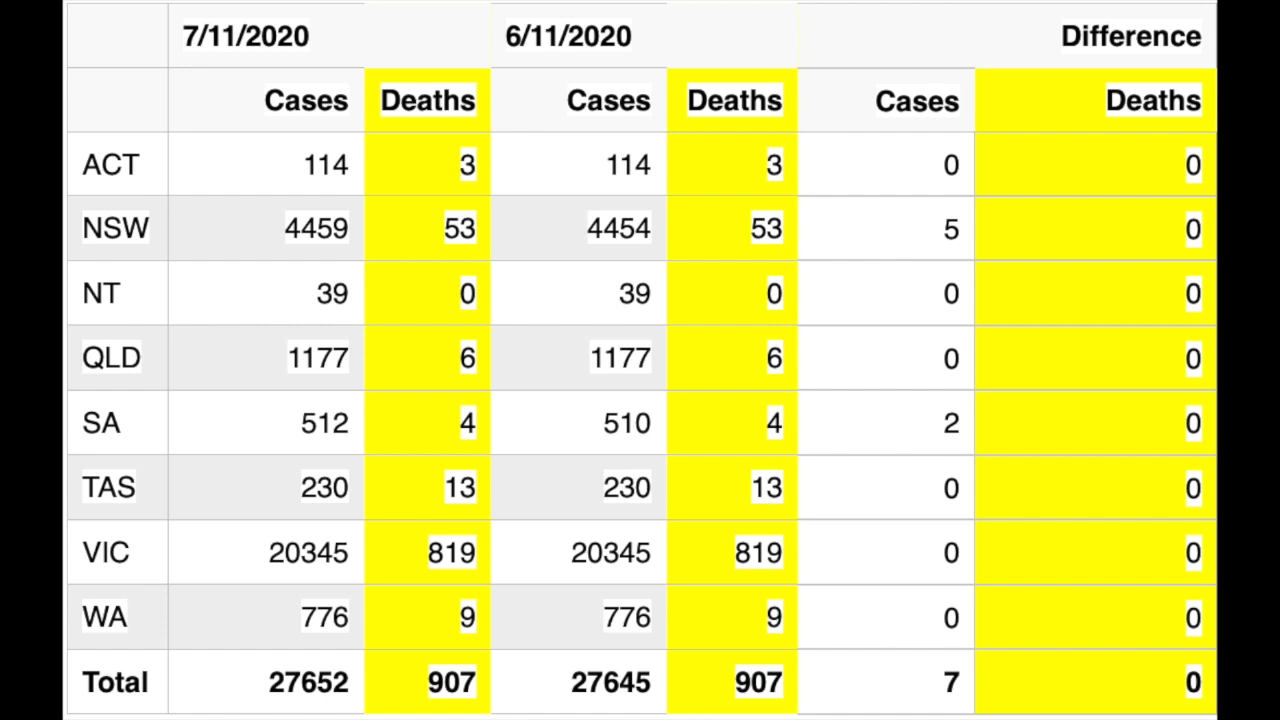 7/11/2020 6/11/2020 Difference
Cases Deaths Cases Deaths Cases Deaths
ACT 114 3 114 3 0 0
NSW 4459 53 4454 53 5 0
NT 39 0 39 0 0 0
QLD 1177 6 1177 6 0 0
SA 512 4 510 4 2 0
TAS 230 13 230 13 0 0
VIC 20345 819 20345 819 0 0
WA 776 9 776 9 0 0
Total 27652 907 27645 907 7 0